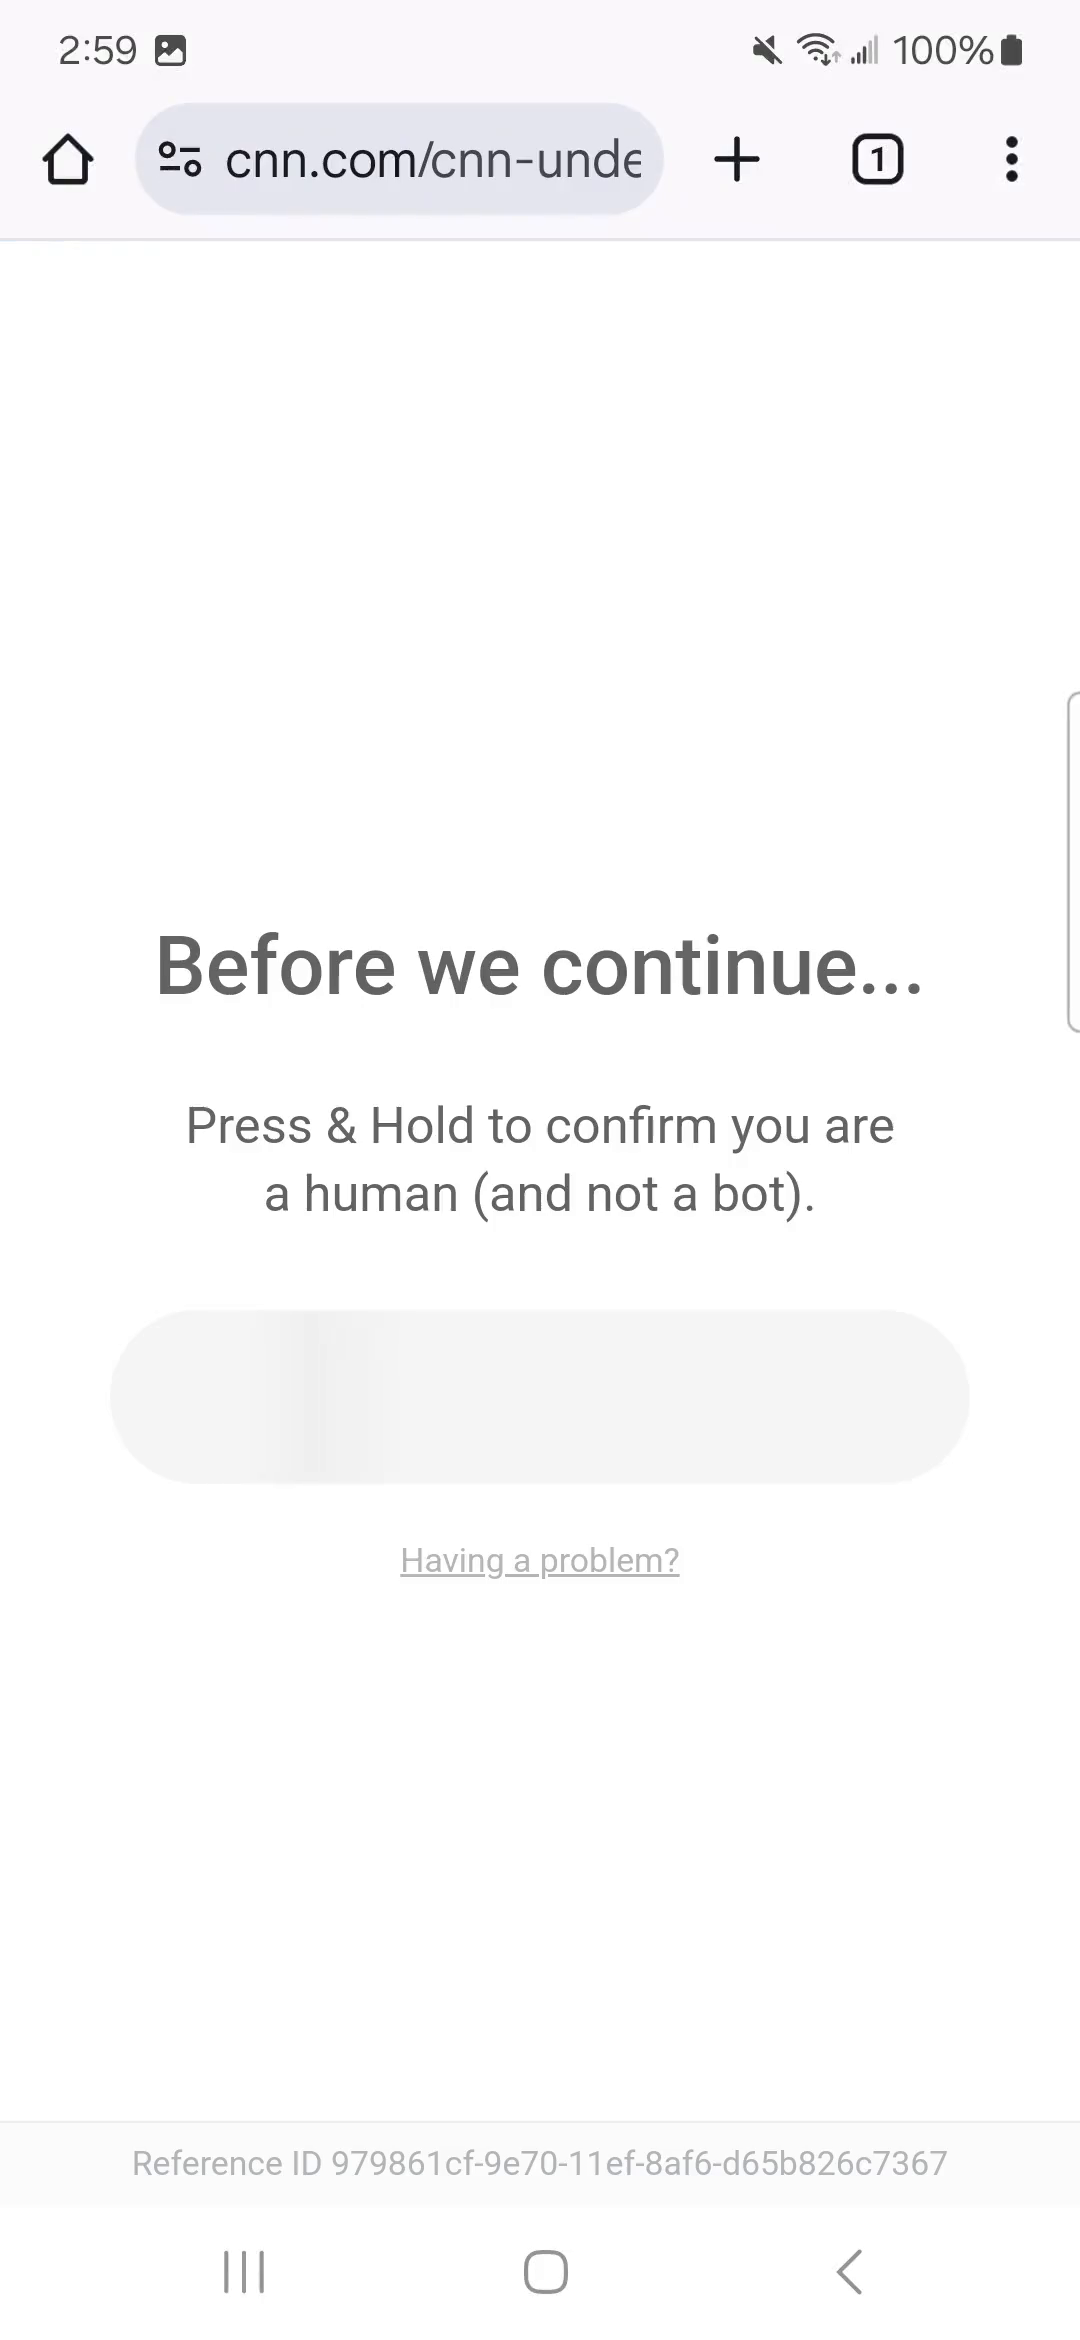 2:59
100%
cnn.com/cnn-unde
1
Before we continue...
Press & Hold to confirm you are
a human (and not a bot).
Having a problem?
Reference ID 979861cf-9e70-11ef-8af6-d65b826c7367